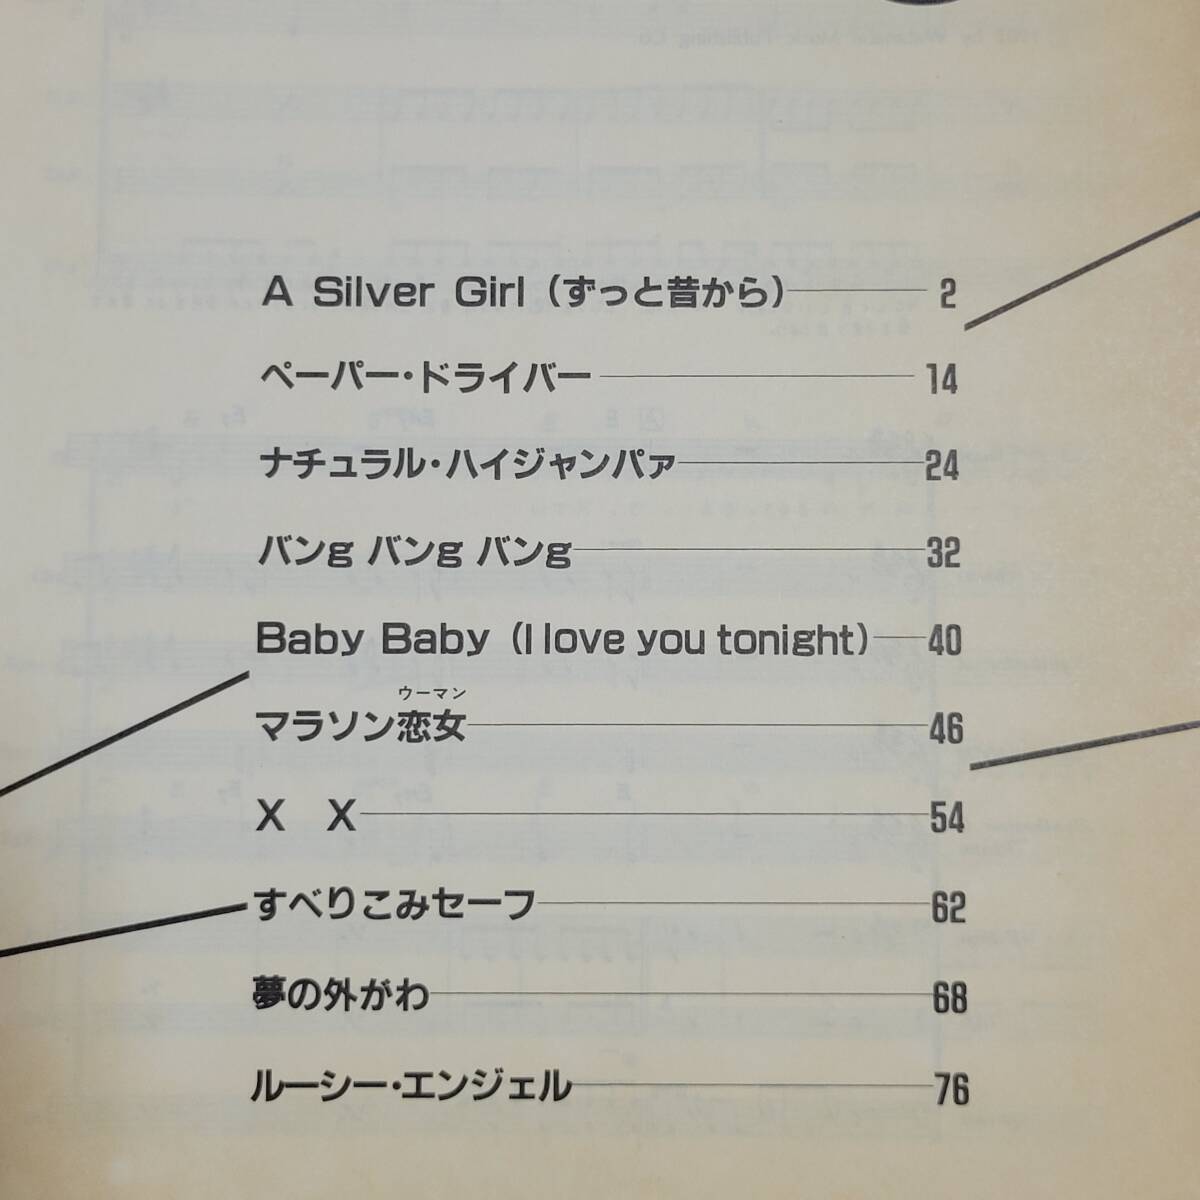 A Silver Girl（ずっと昔から） 2
ペーパー・ドライバー 14
ナチュラル・ハイジャンパァ 24
バンg バンg バンg 32
Baby Baby（I love you tonight） 40
ウーマン
マラソン恋女 46
X X 54
すべりこみセーフ 62
夢の外がわ 68
ルーシー・エンジェル 76